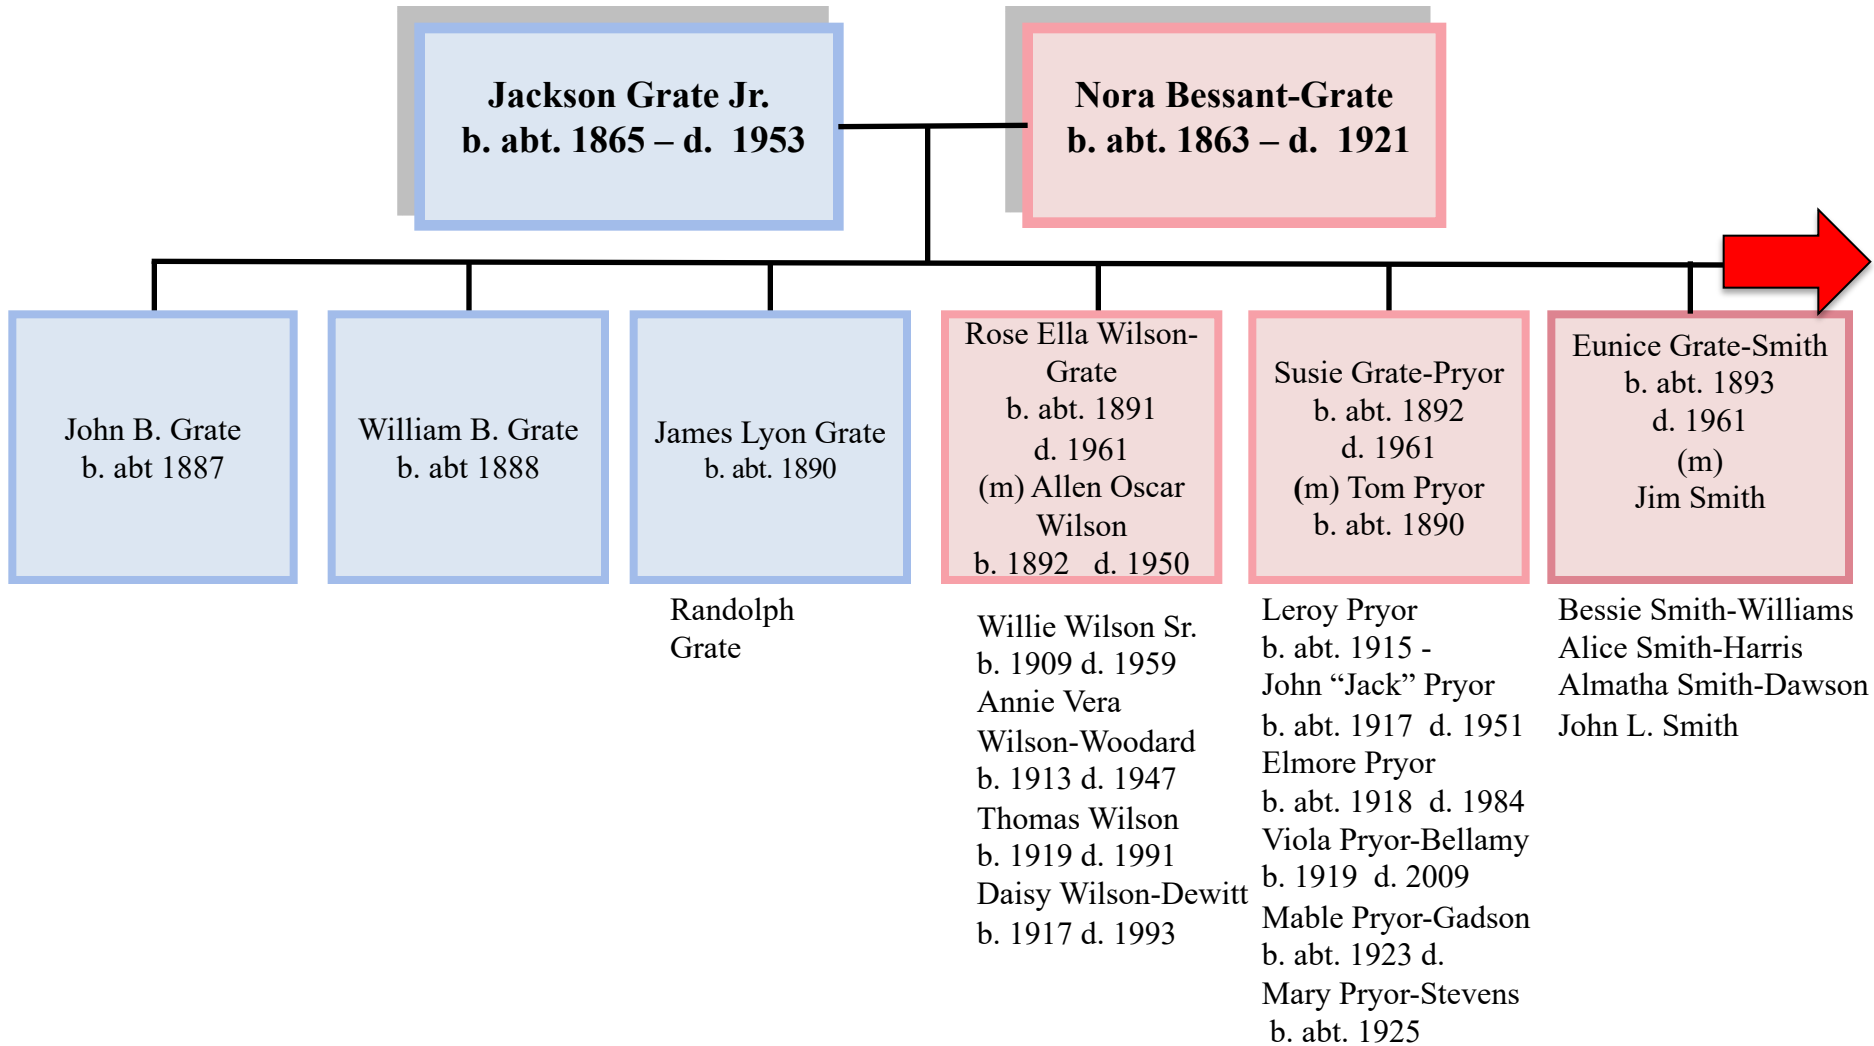 Jackson Grate Jr.
b. abt. 1865 – d.  1953
Nora Bessant-Grate
b. abt. 1863 – d.  1921
John B. Grate
b. abt 1887
William B. Grate
b. abt 1888
James Lyon Grate
b. abt. 1890
Randolph
Grate
Rose Ella Wilson-
Grate
b. abt. 1891
d. 1961
(m) Allen Oscar
Wilson
b. 1892   d. 1950
Willie Wilson Sr.
b. 1909 d. 1959
Annie Vera
Wilson-Woodard
b. 1913 d. 1947
Thomas Wilson
b. 1919 d. 1991
Daisy Wilson-Dewitt
b. 1917 d. 1993
Susie Grate-Pryor
b. abt. 1892
d. 1961
(m) Tom Pryor
b. abt. 1890
Leroy Pryor
b. abt. 1915 -
John “Jack” Pryor
b. abt. 1917  d. 1951
Elmore Pryor
b. abt. 1918  d. 1984
Viola Pryor-Bellamy
b. 1919  d. 2009
Mable Pryor-Gadson
b. abt. 1923 d.
Mary Pryor-Stevens
b. abt. 1925
Eunice Grate-Smith
b. abt. 1893
d. 1961
(m)
Jim Smith
Bessie Smith-Williams
Alice Smith-Harris
Almatha Smith-Dawson
John L. Smith